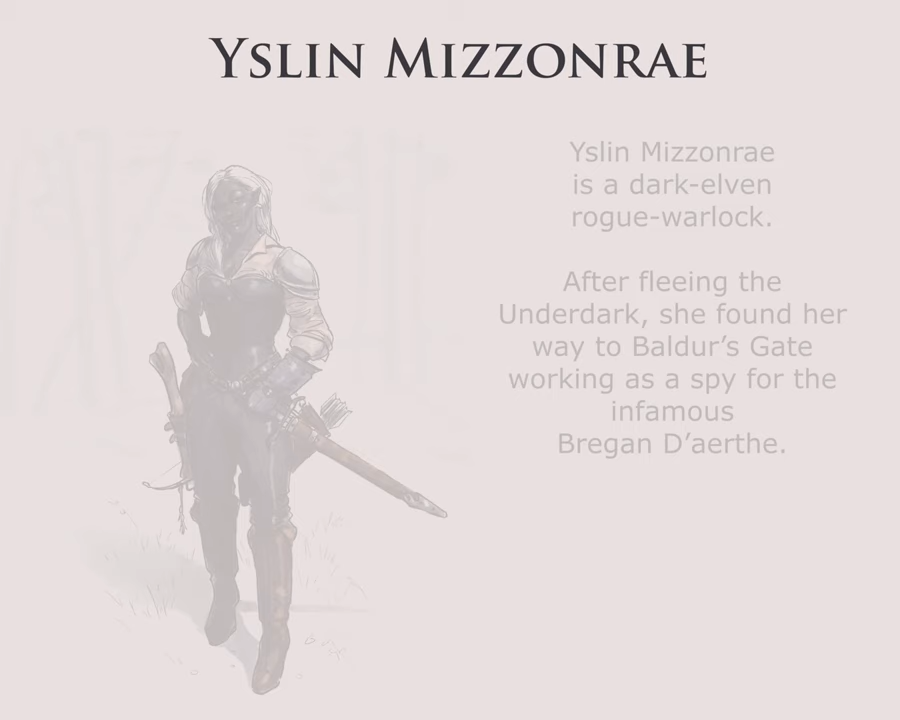 Yslin Mizzonrae
Yslin Mizzonrae
is a dark-elven
rogue-warlock.
After fleeing the
Underdark, she found her
way to Baldur’s Gate
working as a spy for the
infamous
Bregan D’aerthe.